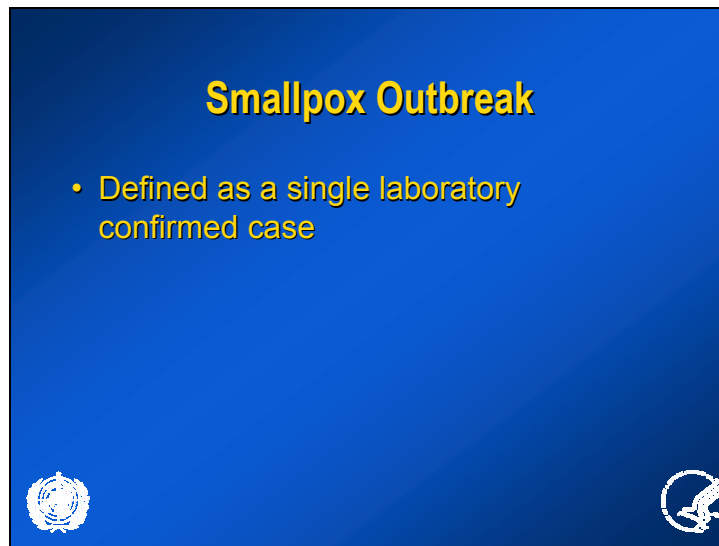 Smallpox Outbreak
• Defined as a single laboratory
confirmed case